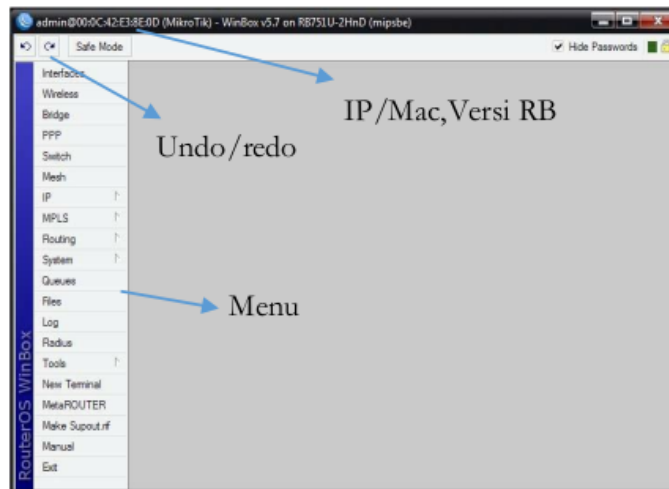 admin@00:0C:42:E3:8E:0D (MikroTik) - WinBox v5.7 on RB751U-2HnD (mipsbe)
Safe Mode
Hide Passwords
Interfaces
Wireless
Bridge
PPP
Switch
Mesh
IP
MPLS
Routing
System
Queues
Files
Log
Radius
Tools
New Terminal
MetaROUTER
Make Supout.rif
Manual
Exit
RouterOS WinBox
IP/Mac,Versi RB
Undo/redo
Menu